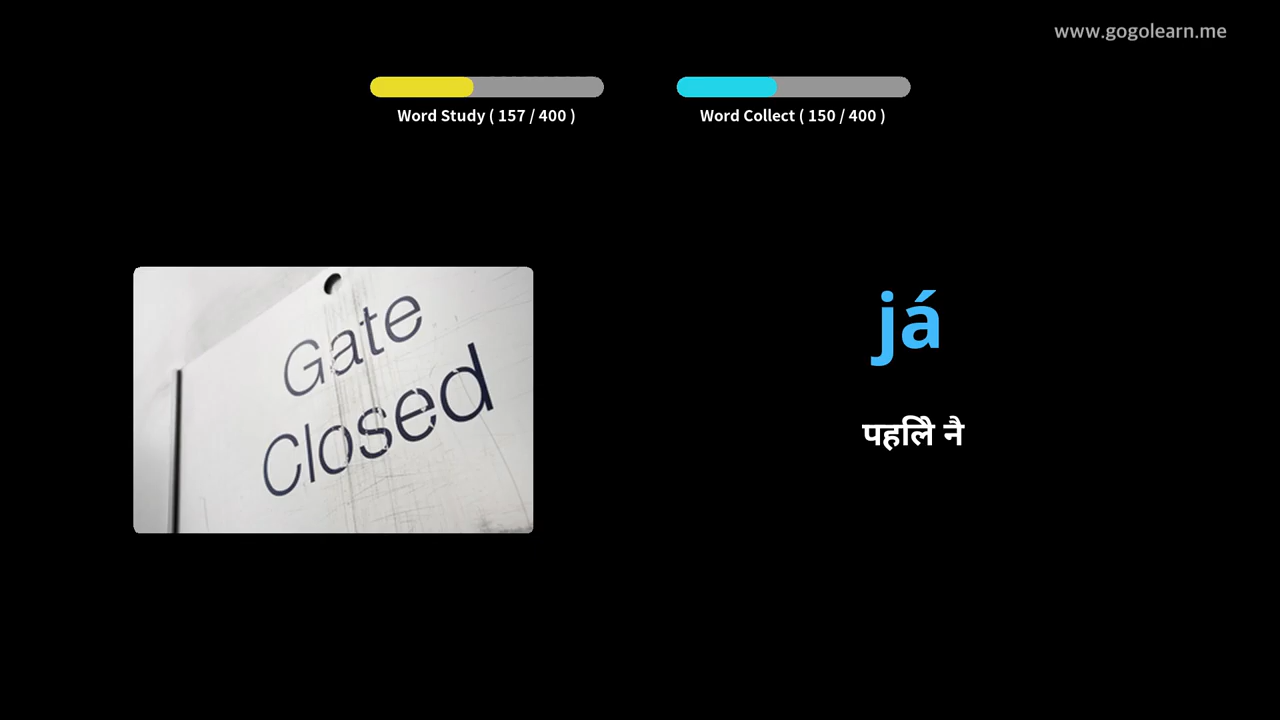 www.gogolearn.me
Word Study ( 157 / 400 )
Word Collect ( 150 / 400 )
Gate
Closed
já
पहलेि नै